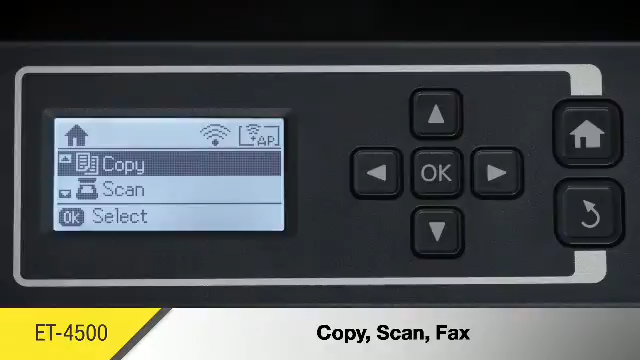 AP
Copy
Scan
OK Select
OK
ET-4500
Copy, Scan, Fax